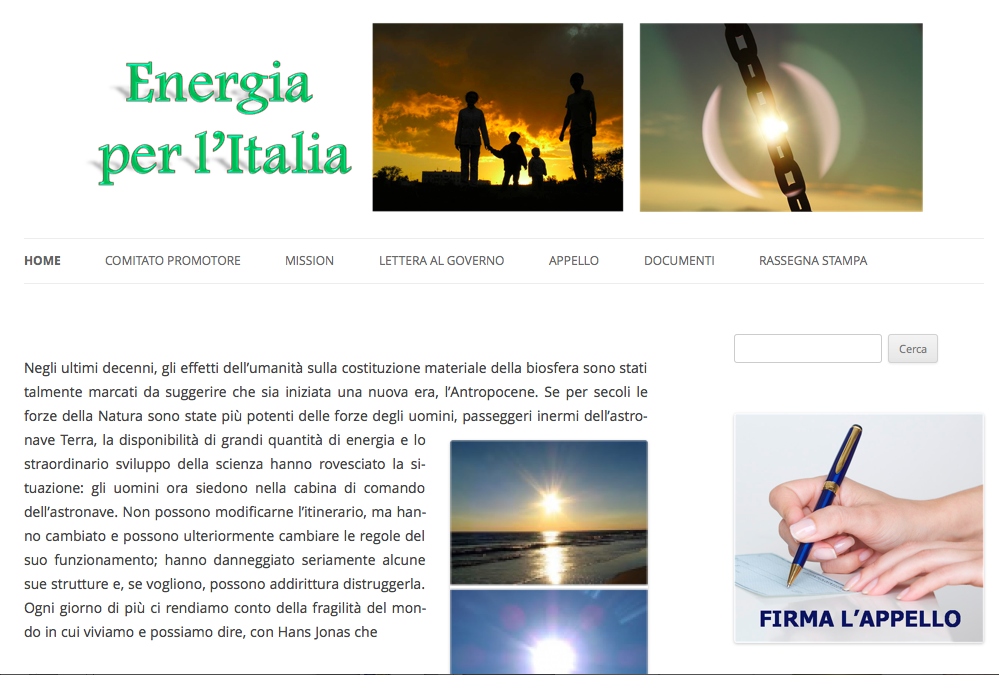 Energia
per l'Italia
HOME COMITATO PROMOTORE MISSION LETTERA AL GOVERNO APPELLO DOCUMENTI RASSEGNA STAMPA
Cerca
Negli ultimi decenni, gli effetti dell'umanità sulla costituzione materiale della biosfera sono stati
talmente marcati da suggerire che sia iniziata una nuova era, l'Antropocene. Se per secoli le
forze della Natura sono state più potenti delle forze degli uomini, passeggeri inermi dell'astro-
nave Terra, la disponibilità di grandi quantità di energia e lo
straordinario sviluppo della scienza hanno rovesciato la si-
tuazione: gli uomini ora siedono nella cabina di comando
dell'astronave. Non possono modificarne l'itinerario, ma han-
no cambiato e possono ulteriormente cambiare le regole del
suo funzionamento; hanno danneggiato seriamente alcune
sue strutture e, se vogliono, possono addirittura distruggerla.
Ogni giorno di più ci rendiamo conto della fragilità del mon-
do in cui viviamo e possiamo dire, con Hans Jonas che
FIRMA L'APPELLO